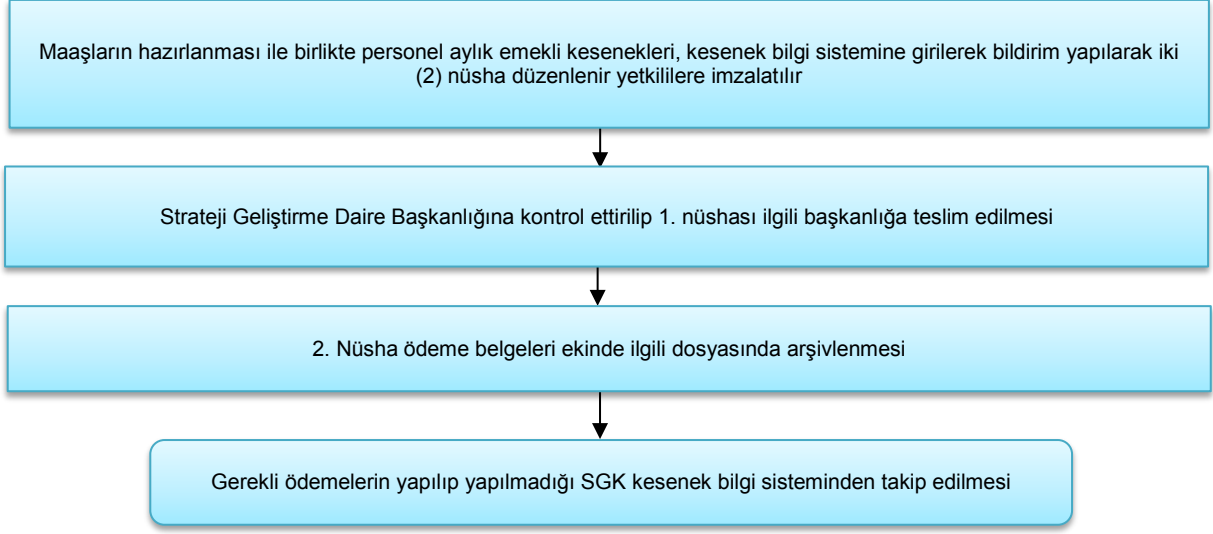 Maaşların hazırlanması ile birlikte personel aylık emekli kesenekleri, kesenek bilgi sistemine girilerek bildirim yapılarak iki
(2) nüsha düzenlenir yetkililere imzalatılır
Strateji Geliştirme Daire Başkanlığına kontrol ettirilip 1. nüshası ilgili başkanlığa teslim edilmesi
2. Nüsha ödeme belgeleri ekinde ilgili dosyasında arşivlenmesi
Gerekli ödemelerin yapılıp yapılmadığı SGK kesenek bilgi sisteminden takip edilmesi